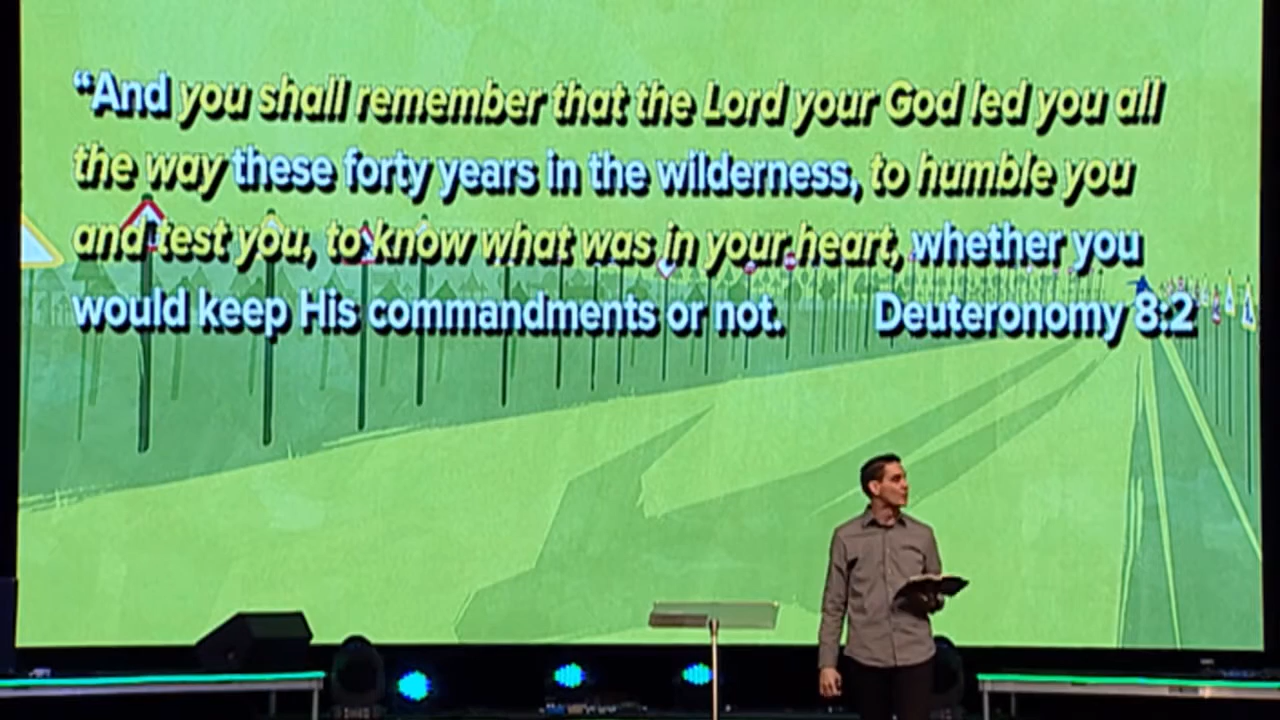 “And you shall remember that the Lord your God led you all
the way these forty years in the wilderness, to humble you
and test you, to know what was in your heart, whether you
would keep His commandments or not. Deuteronomy 8:2